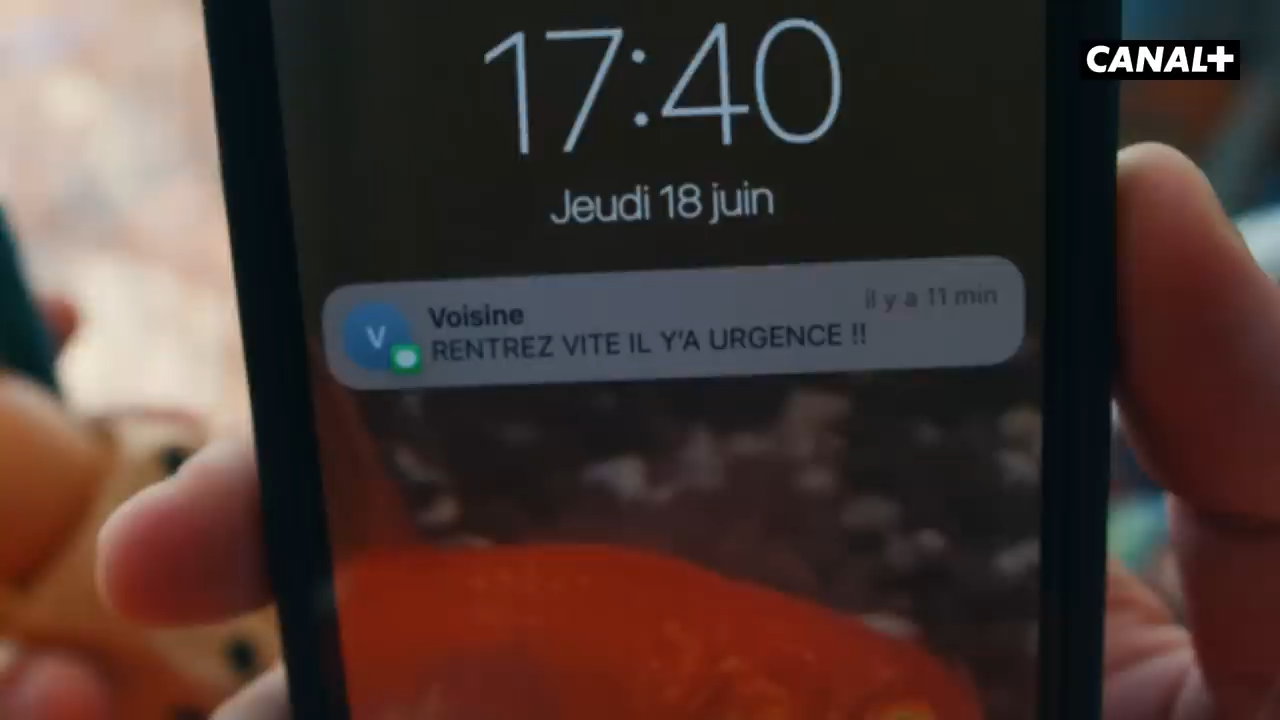 CANAL+
17:40
Jeudi 18 juin
Voisine
il y a 11 min
V
RENTREZ VITE IL Y'A URGENCE !!